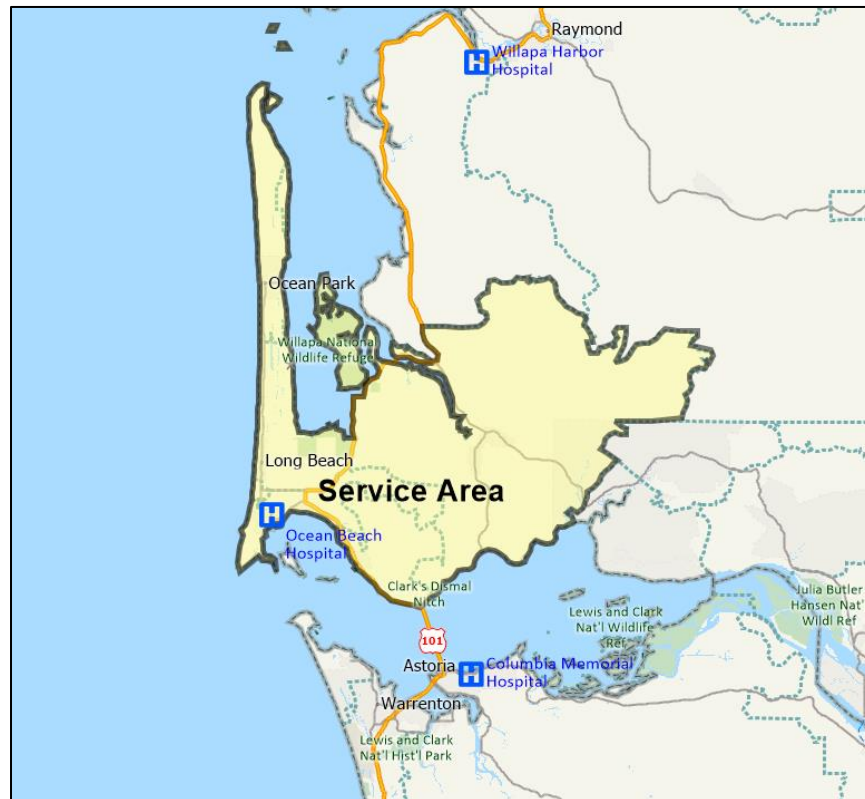 Raymond
H
Willapa Harbor
Hospital
Ocean Park
Willapa National
Wildlife Refuge
Long Beach
Service Area
H
Ocean Beach
Hospital
Clark's Dismal
Nitch
Julia Butler
Hansen Nat'
Wildl Ref
Lewis and Clark
Nat'l Wildlife
Ref
101
Astoria
H
Columbia Memorial
Hospital
Warrenton
Lewis and Clark
Nat'l Hist'l Park